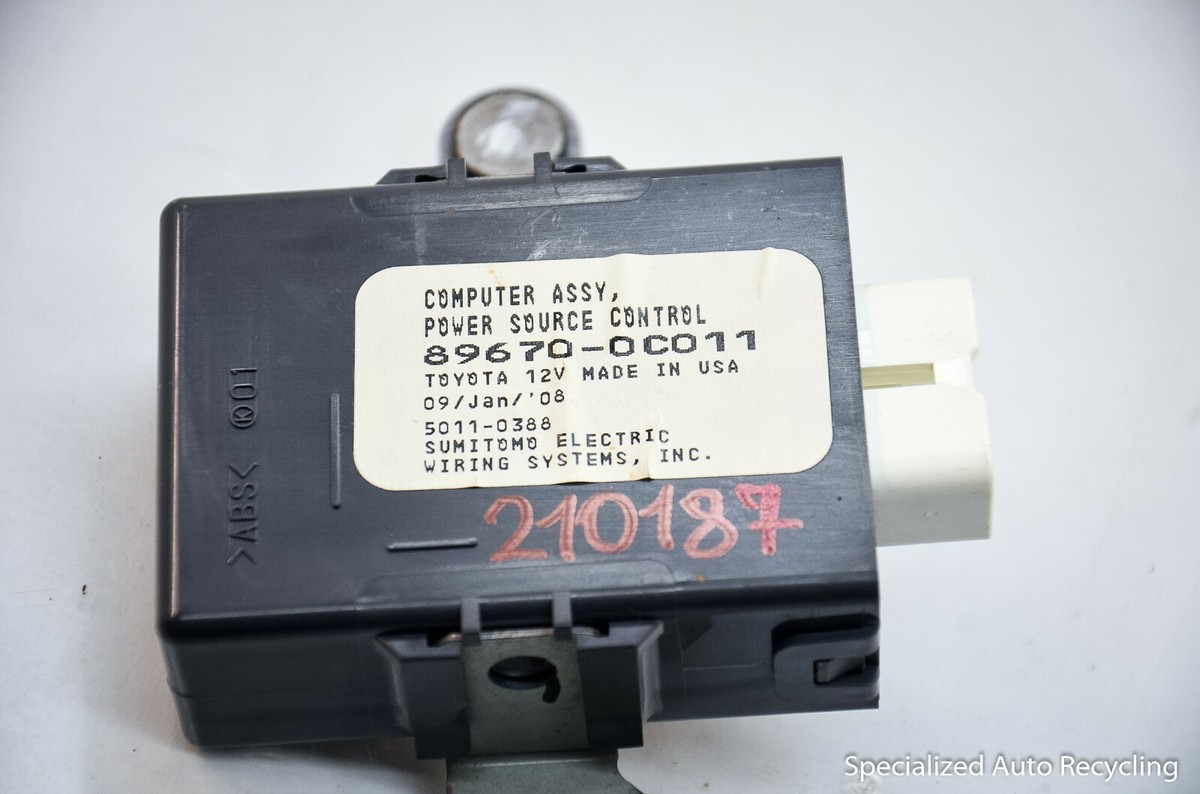 COMPUTER ASSY,
POWER SOURCE CONTROL
89670-0C011
TOYOTA 12V MADE IN USA
09/Jan/'08
5011-0388
SUMITOMO ELECTRIC
WIRING SYSTEMS, INC.
210187
>ABS< 01
Specialized Auto Recycling